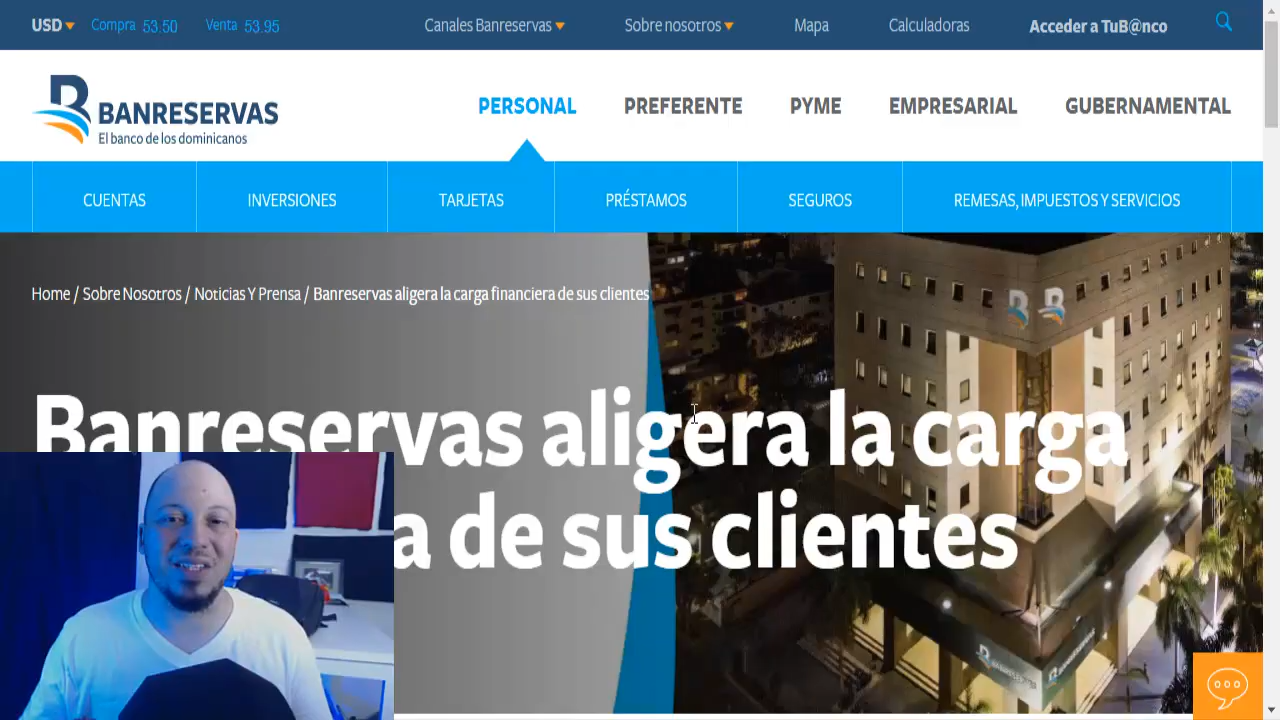 USD Compra 53.50 Venta 53.95 Canales Banreservas Sobre nosotros Mapa Calculadoras Acceder a TuB@nco
BANRESERVAS
El banco de los dominicanos
PERSONAL PREFERENTE PYME EMPRESARIAL GUBERNAMENTAL
CUENTAS INVERSIONES TARJETAS PRÉSTAMOS SEGUROS REMESAS, IMPUESTOS Y SERVICIOS
Home / Sobre Nosotros / Noticias Y Prensa / Banreservas aligera la carga financiera de sus clientes
Banreservas aligera la carga
a de sus clientes
BANRESERVAS